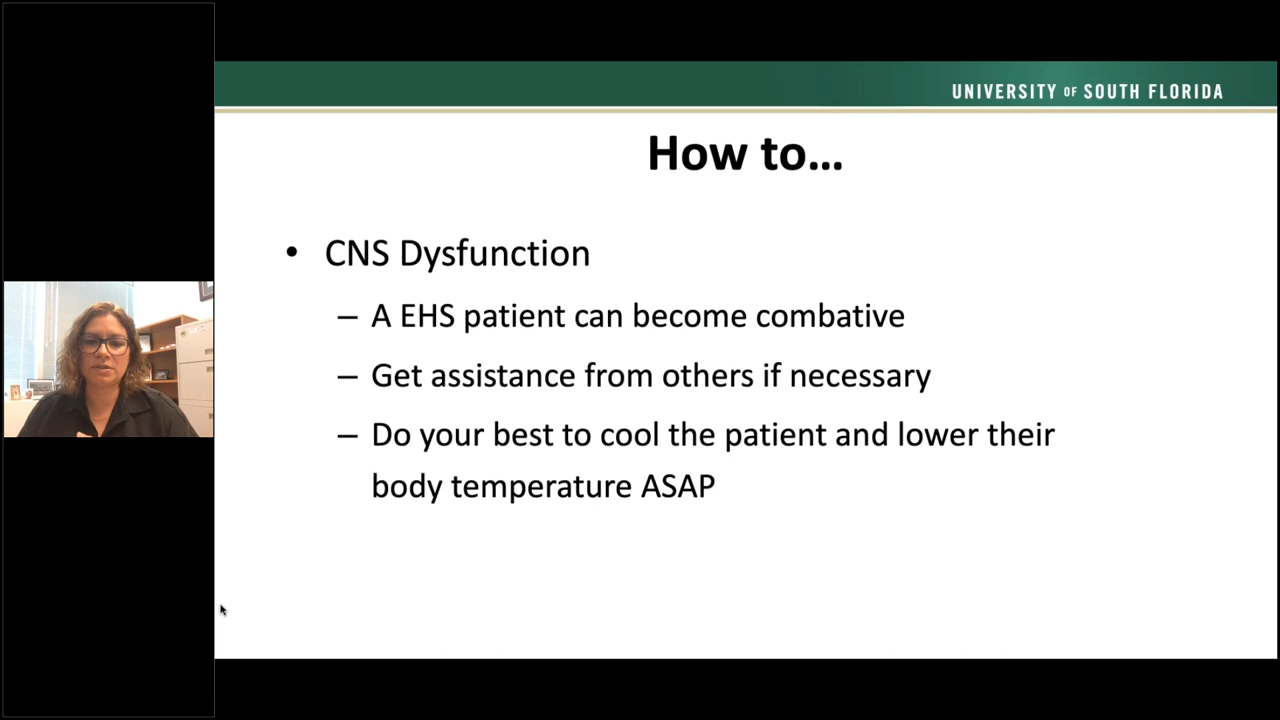 UNIVERSITY OF SOUTH FLORIDA
How to...
• CNS Dysfunction
– A EHS patient can become combative
– Get assistance from others if necessary
– Do your best to cool the patient and lower their
body temperature ASAP